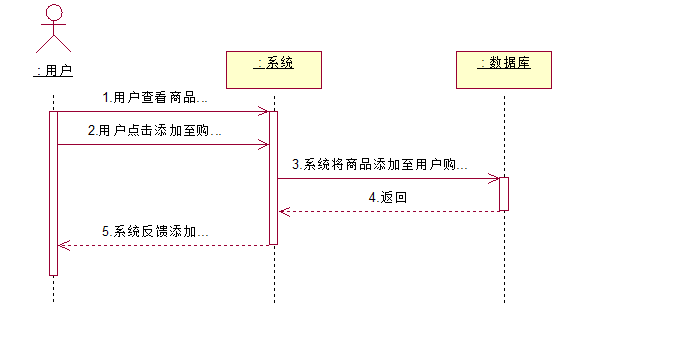 : 用户
: 系统
: 数据库
1.用户查看商品...
2.用户点击添加至购...
3.系统将商品添加至用户购...
4.返回
5.系统反馈添加...